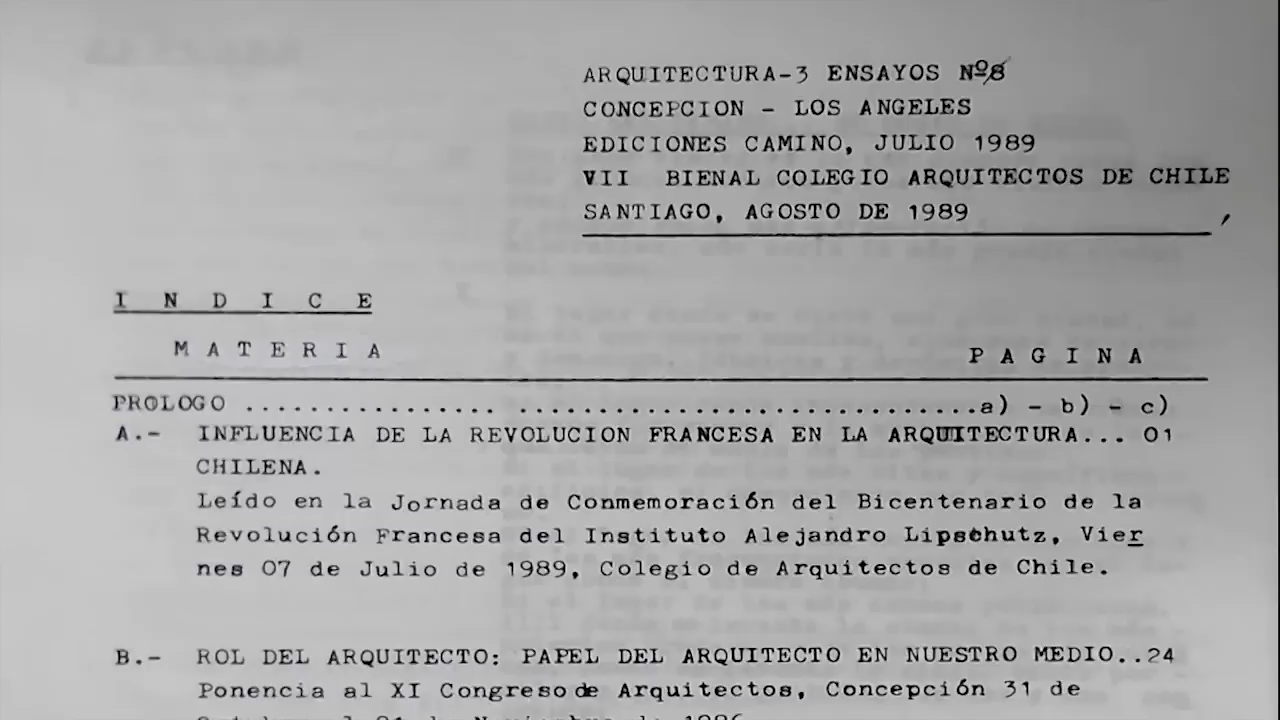 ARQUITECTURA-3 ENSAYOS Nº8
CONCEPCION - LOS ANGELES
EDICIONES CAMINO, JULIO 1989
VII BIENAL COLEGIO ARQUITECTOS DE CHILE
SANTIAGO, AGOSTO DE 1989
I N D I C E
M A T E R I A P A G I N A
PROLOGO ................. ............................a) - b) - c)
A.- INFLUENCIA DE LA REVOLUCION FRANCESA EN LA ARQUITECTURA... 01
CHILENA.
Leído en la Jornada de Conmemoración del Bicentenario de la
Revolución Francesa del Instituto Alejandro Lipschutz, Vier
nes 07 de Julio de 1989, Colegio de Arquitectos de Chile.
B.- ROL DEL ARQUITECTO: PAPEL DEL ARQUITECTO EN NUESTRO MEDIO..24
Ponencia al XI Congreso de Arquitectos, Concepción 31 de